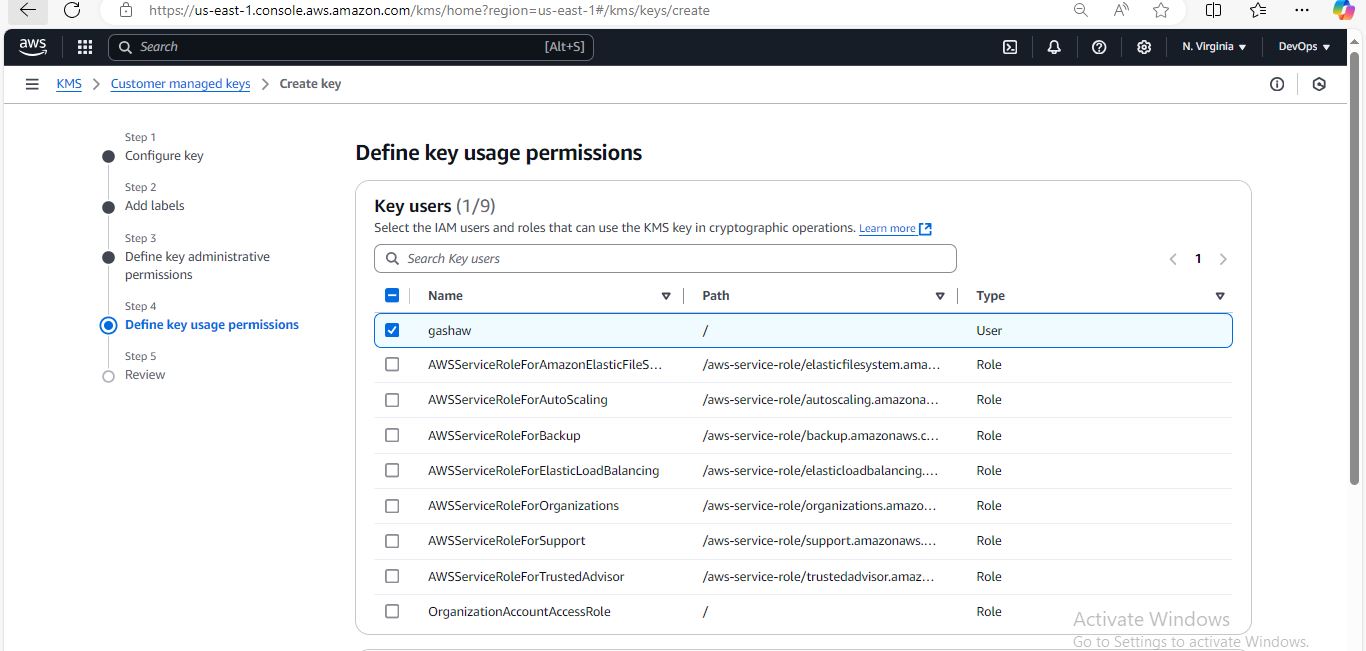 https://us-east-1.console.aws.amazon.com/kms/home?region=us-east-1#/kms/keys/create
aws Search [Alt+S] N. Virginia DevOps
KMS > Customer managed keys > Create key
Step 1
Configure key
Step 2
Add labels
Step 3
Define key administrative
permissions
Step 4
Define key usage permissions
Step 5
Review
Define key usage permissions
Key users (1/9)
Select the IAM users and roles that can use the KMS key in cryptographic operations. Learn more
Search Key users
1
Name Path Type
gashaw / User
AWSServiceRoleForAmazonElasticFileS... /aws-service-role/elasticfilesystem.ama... Role
AWSServiceRoleForAutoScaling /aws-service-role/autoscaling.amazona... Role
AWSServiceRoleForBackup /aws-service-role/backup.amazonaws.c... Role
AWSServiceRoleForElasticLoadBalancing /aws-service-role/elasticloadbalancing.... Role
AWSServiceRoleForOrganizations /aws-service-role/organizations.amazo... Role
AWSServiceRoleForSupport /aws-service-role/support.amazonaws.... Role
AWSServiceRoleForTrustedAdvisor /aws-service-role/trustedadvisor.amaz... Role
OrganizationAccountAccessRole / Role
Activate Windows
Go to Settings to activate Windows.